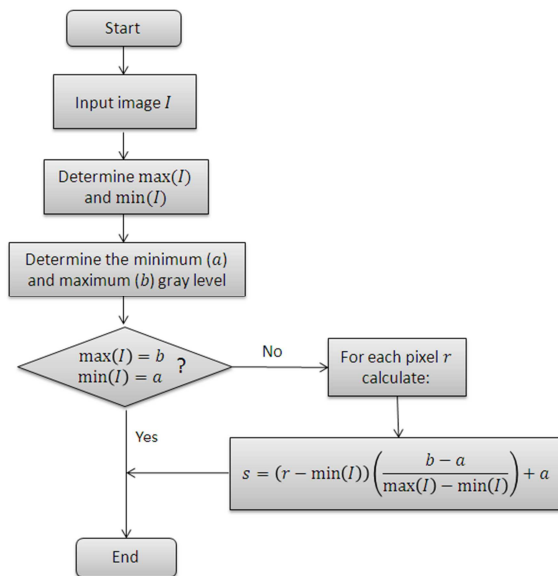 Start
Input image I
Determine max(I)
and min(I)
Determine the minimum (a)
and maximum (b) gray level
max(I) = b
min(I) = a
?
No
For each pixel r
calculate:
Yes
s = (r − min(I)) ( (b − a) / (max(I) − min(I)) ) + a
End